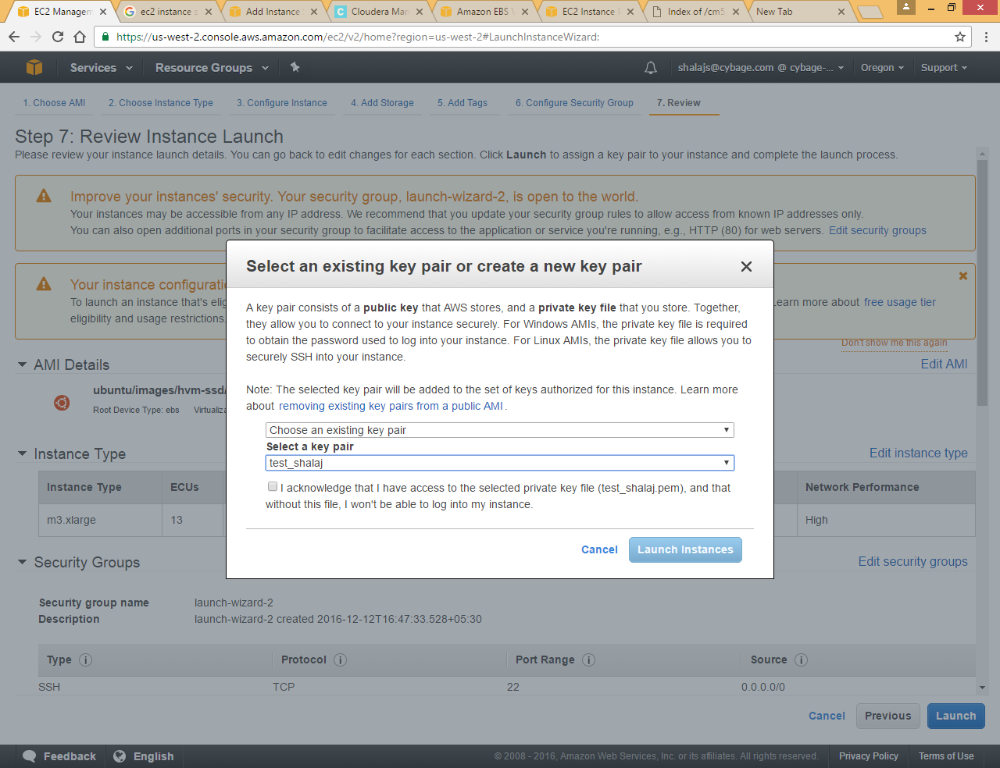 EC2 Managem
ec2 instance s
Add Instance
Cloudera Man
Amazon EBS V
EC2 Instance
Index of /cm5
New Tab
https://us-west-2.console.aws.amazon.com/ec2/v2/home?region=us-west-2#LaunchInstanceWizard:
Services
Resource Groups
shalajs@cybage.com @ cybage-...
Oregon
Support
1. Choose AMI
2. Choose Instance Type
3. Configure Instance
4. Add Storage
5. Add Tags
6. Configure Security Group
7. Review
Step 7: Review Instance Launch
Please review your instance launch details. You can go back to edit changes for each section. Click Launch to assign a key pair to your instance and complete the launch process.
Improve your instances' security. Your security group, launch-wizard-2, is open to the world.
Your instances may be accessible from any IP address. We recommend that you update your security group rules to allow access from known IP addresses only.
You can also open additional ports in your security group to facilitate access to the application or service you're running, e.g., HTTP (80) for web servers. Edit security groups
Your instance configuratio
To launch an instance that's elig
earn more about free usage tier
eligibility and usage restrictions.
Don't show me this again
Select an existing key pair or create a new key pair
A key pair consists of a public key that AWS stores, and a private key file that you store. Together,
they allow you to connect to your instance securely. For Windows AMIs, the private key file is required
to obtain the password used to log into your instance. For Linux AMIs, the private key file allows you to
securely SSH into your instance.
Note: The selected key pair will be added to the set of keys authorized for this instance. Learn more
about removing existing key pairs from a public AMI.
Choose an existing key pair
Select a key pair
test_shalaj
I acknowledge that I have access to the selected private key file (test_shalaj.pem), and that
without this file, I won't be able to log into my instance.
Cancel
Launch Instances
AMI Details
Edit AMI
ubuntu/images/hvm-ssd/
Root Device Type: ebs
Virtualiza
Instance Type
Edit instance type
Instance Type
ECUs
Network Performance
m3.xlarge
13
High
Security Groups
Edit security groups
Security group name
launch-wizard-2
Description
launch-wizard-2 created 2016-12-12T16:47:33.528+05:30
Type
Protocol
Port Range
Source
SSH
TCP
22
0.0.0.0/0
Cancel
Previous
Launch
Feedback
English
© 2008 - 2016, Amazon Web Services, Inc. or its affiliates. All rights reserved.
Privacy Policy
Terms of Use